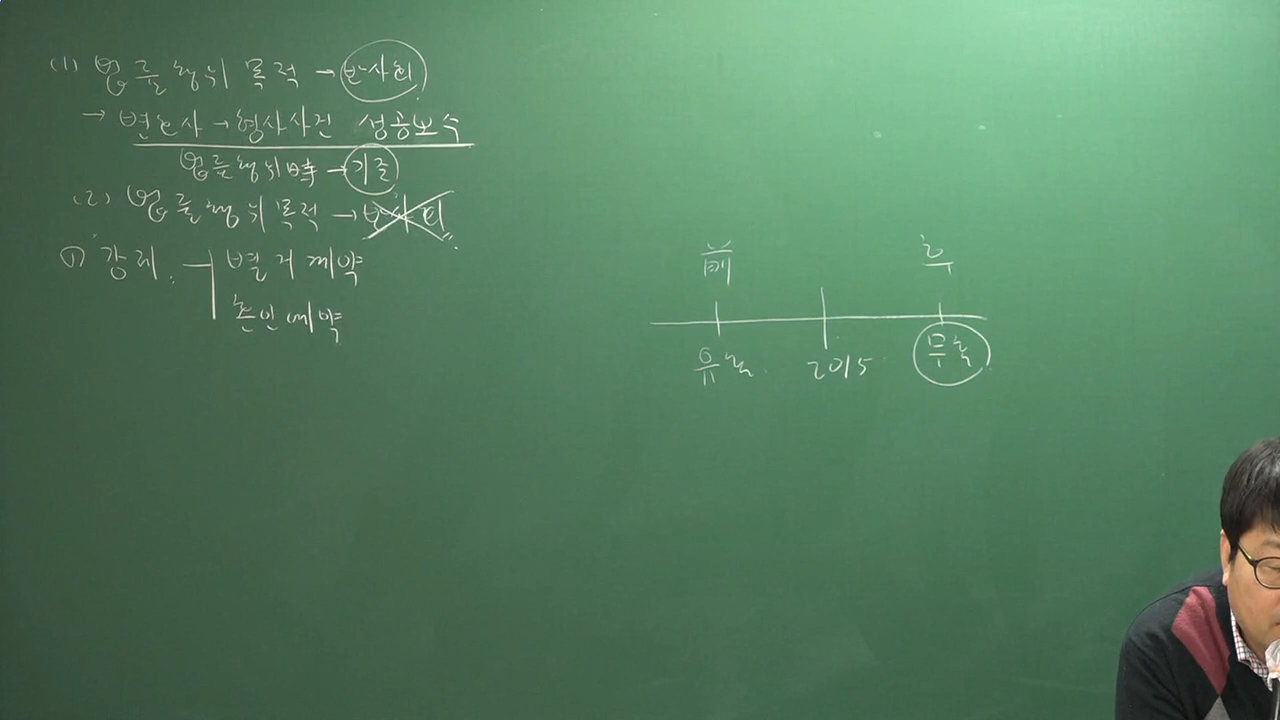 (1) 법률행위 목적 → 반사회
→ 변호사 → 형사사건 성공보수
법률행위 時 → 기준
(2) 법률행위 목적 → 반사회
(1) 강제 별거계약
혼인예약
前 후
유효 2015 무효